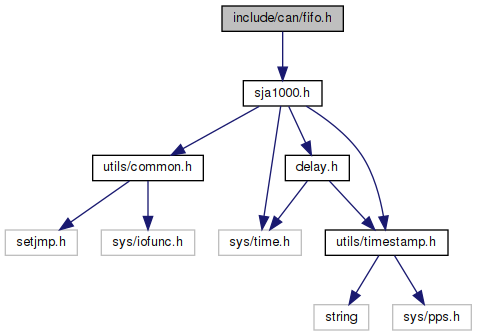 include/can/fifo.h
sja1000.h
utils/common.h
delay.h
setjmp.h
sys/iofunc.h
sys/time.h
utils/timestamp.h
string
sys/pps.h